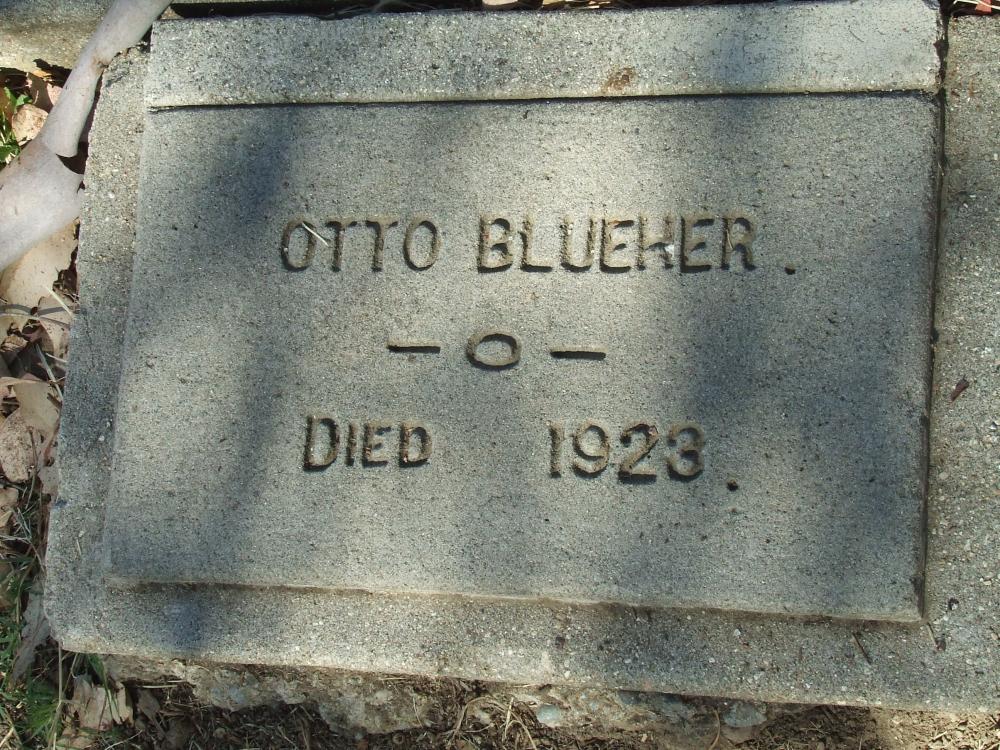 OTTO BLUEHER.
—O—
DIED 1923.